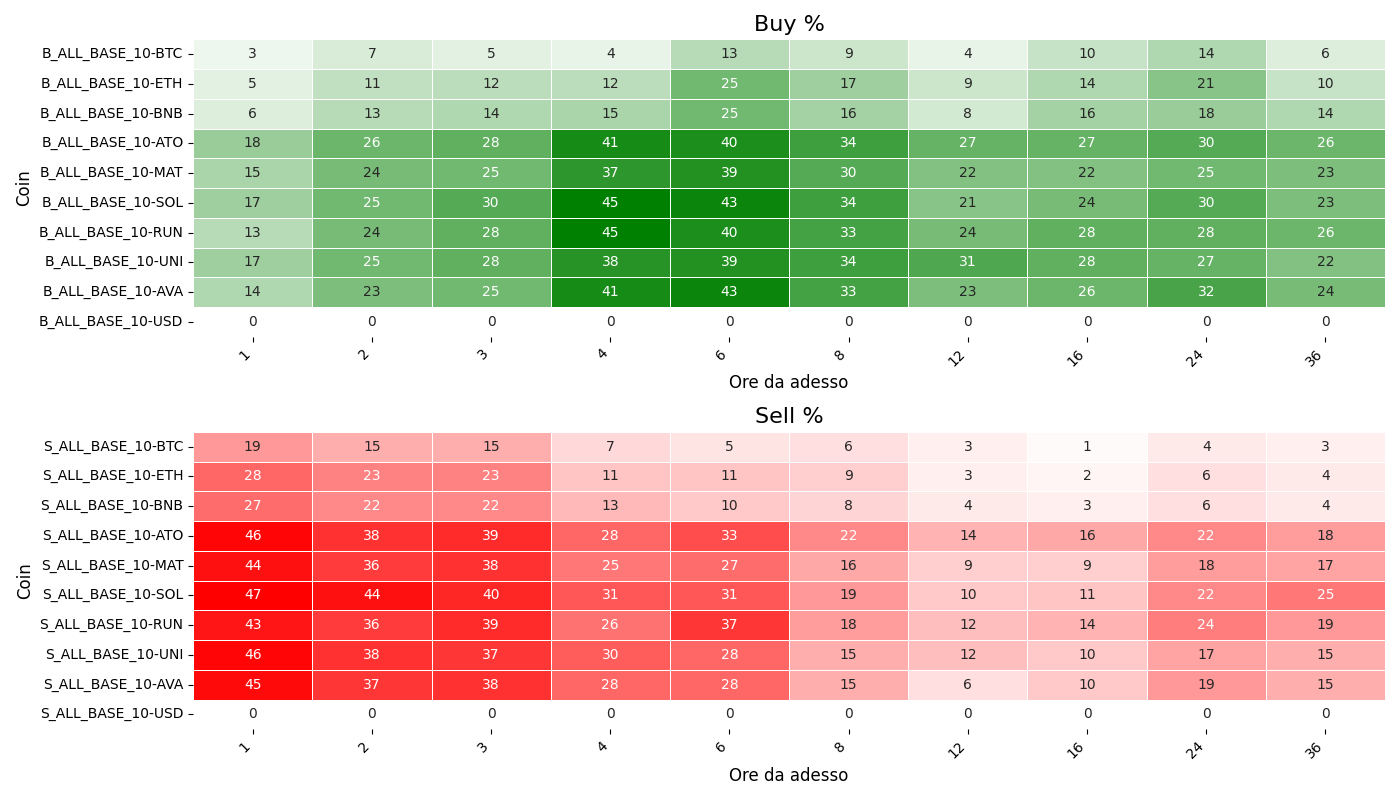 Buy %
Coin
B_ALL_BASE_10-BTC 3 7 5 4 13 9 4 10 14 6
B_ALL_BASE_10-ETH 5 11 12 12 25 17 9 14 21 10
B_ALL_BASE_10-BNB 6 13 14 15 25 16 8 16 18 14
B_ALL_BASE_10-ATO 18 26 28 41 40 34 27 27 30 26
B_ALL_BASE_10-MAT 15 24 25 37 39 30 22 22 25 23
B_ALL_BASE_10-SOL 17 25 30 45 43 34 21 24 30 23
B_ALL_BASE_10-RUN 13 24 28 45 40 33 24 28 28 26
B_ALL_BASE_10-UNI 17 25 28 38 39 34 31 28 27 22
B_ALL_BASE_10-AVA 14 23 25 41 43 33 23 26 32 24
B_ALL_BASE_10-USD 0 0 0 0 0 0 0 0 0 0
1 2 3 4 6 8 12 16 24 36
Ore da adesso
Sell %
Coin
S_ALL_BASE_10-BTC 19 15 15 7 5 6 3 1 4 3
S_ALL_BASE_10-ETH 28 23 23 11 11 9 3 2 6 4
S_ALL_BASE_10-BNB 27 22 22 13 10 8 4 3 6 4
S_ALL_BASE_10-ATO 46 38 39 28 33 22 14 16 22 18
S_ALL_BASE_10-MAT 44 36 38 25 27 16 9 9 18 17
S_ALL_BASE_10-SOL 47 44 40 31 31 19 10 11 22 25
S_ALL_BASE_10-RUN 43 36 39 26 37 18 12 14 24 19
S_ALL_BASE_10-UNI 46 38 37 30 28 15 12 10 17 15
S_ALL_BASE_10-AVA 45 37 38 28 28 15 6 10 19 15
S_ALL_BASE_10-USD 0 0 0 0 0 0 0 0 0 0
1 2 3 4 6 8 12 16 24 36
Ore da adesso